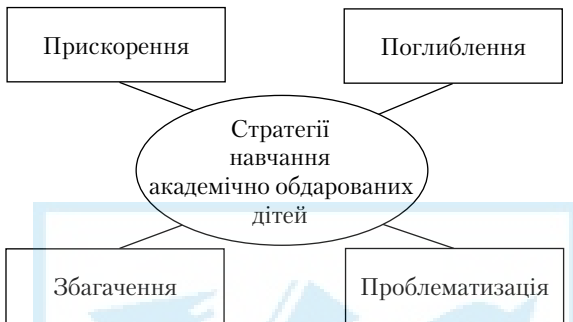 Прискорення
Поглиблення
Стратегії
навчання
академічно обдарованих
дітей
Збагачення
Проблематизація